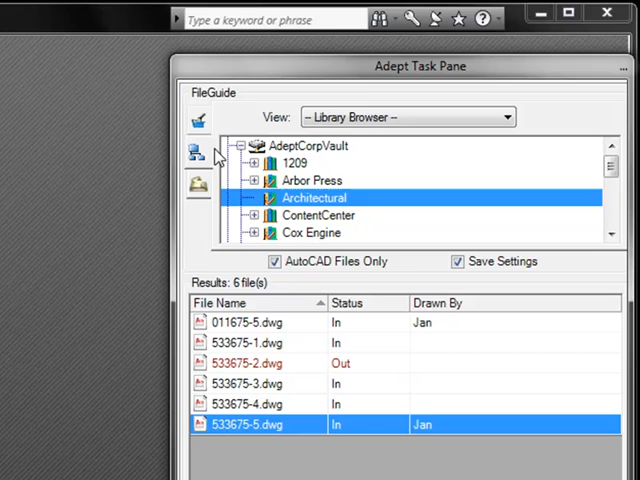 Type a keyword or phrase
Adept Task Pane
...
FileGuide
View: -- Library Browser --
AdeptCorpVault
1209
Arbor Press
Architectural
ContentCenter
Cox Engine
AutoCAD Files Only Save Settings
Results: 6 file(s)
File Name Status Drawn By
011675-5.dwg In Jan
533675-1.dwg In
533675-2.dwg Out
533675-3.dwg In
533675-4.dwg In
533675-5.dwg In Jan